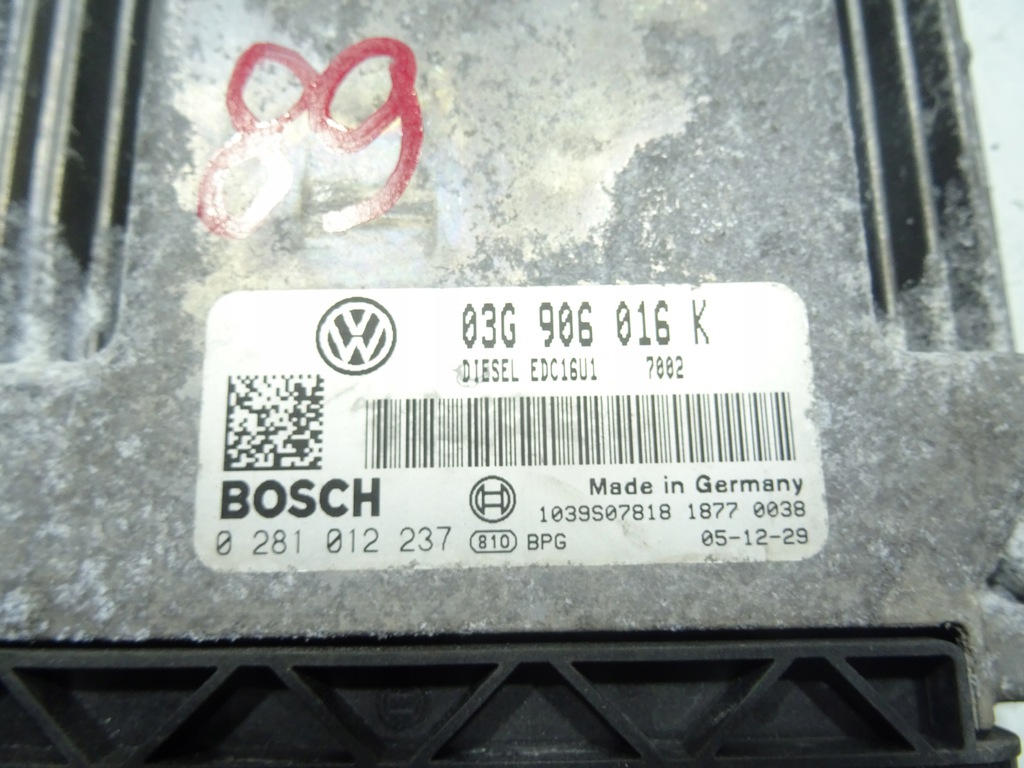 89
03G 906 016 K
DIESEL EDC16U1 7002
BOSCH
Made in Germany
1039S07818 1877 0038
0 281 012 237 810 BPG 05-12-29